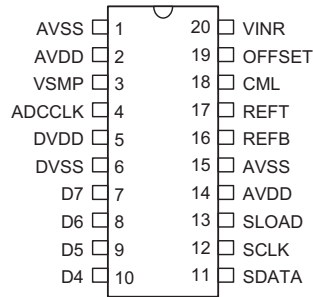 AVSS 1 20 VINR
AVDD 2 19 OFFSET
VSMP 3 18 CML
ADCCLK 4 17 REFT
DVDD 5 16 REFB
DVSS 6 15 AVSS
D7 7 14 AVDD
D6 8 13 SLOAD
D5 9 12 SCLK
D4 10 11 SDATA